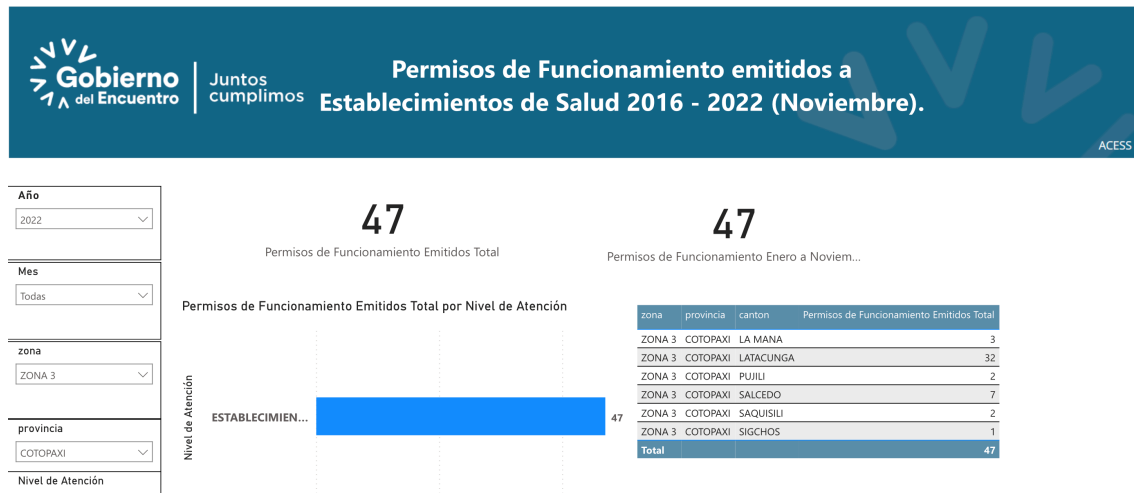 Gobierno
del Encuentro
Juntos
cumplimos
Permisos de Funcionamiento emitidos a
Establecimientos de Salud 2016 - 2022 (Noviembre).
ACESS
Año
2022
Mes
Todas
zona
ZONA 3
provincia
COTOPAXI
Nivel de Atención
47
Permisos de Funcionamiento Emitidos Total
47
Permisos de Funcionamiento Enero a Noviem...
Permisos de Funcionamiento Emitidos Total por Nivel de Atención
Nivel de Atención
ESTABLECIMIEN... 47
zona provincia canton Permisos de Funcionamiento Emitidos Total
ZONA 3 COTOPAXI LA MANA 3
ZONA 3 COTOPAXI LATACUNGA 32
ZONA 3 COTOPAXI PUJILI 2
ZONA 3 COTOPAXI SALCEDO 7
ZONA 3 COTOPAXI SAQUISILI 2
ZONA 3 COTOPAXI SIGCHOS 1
Total 47